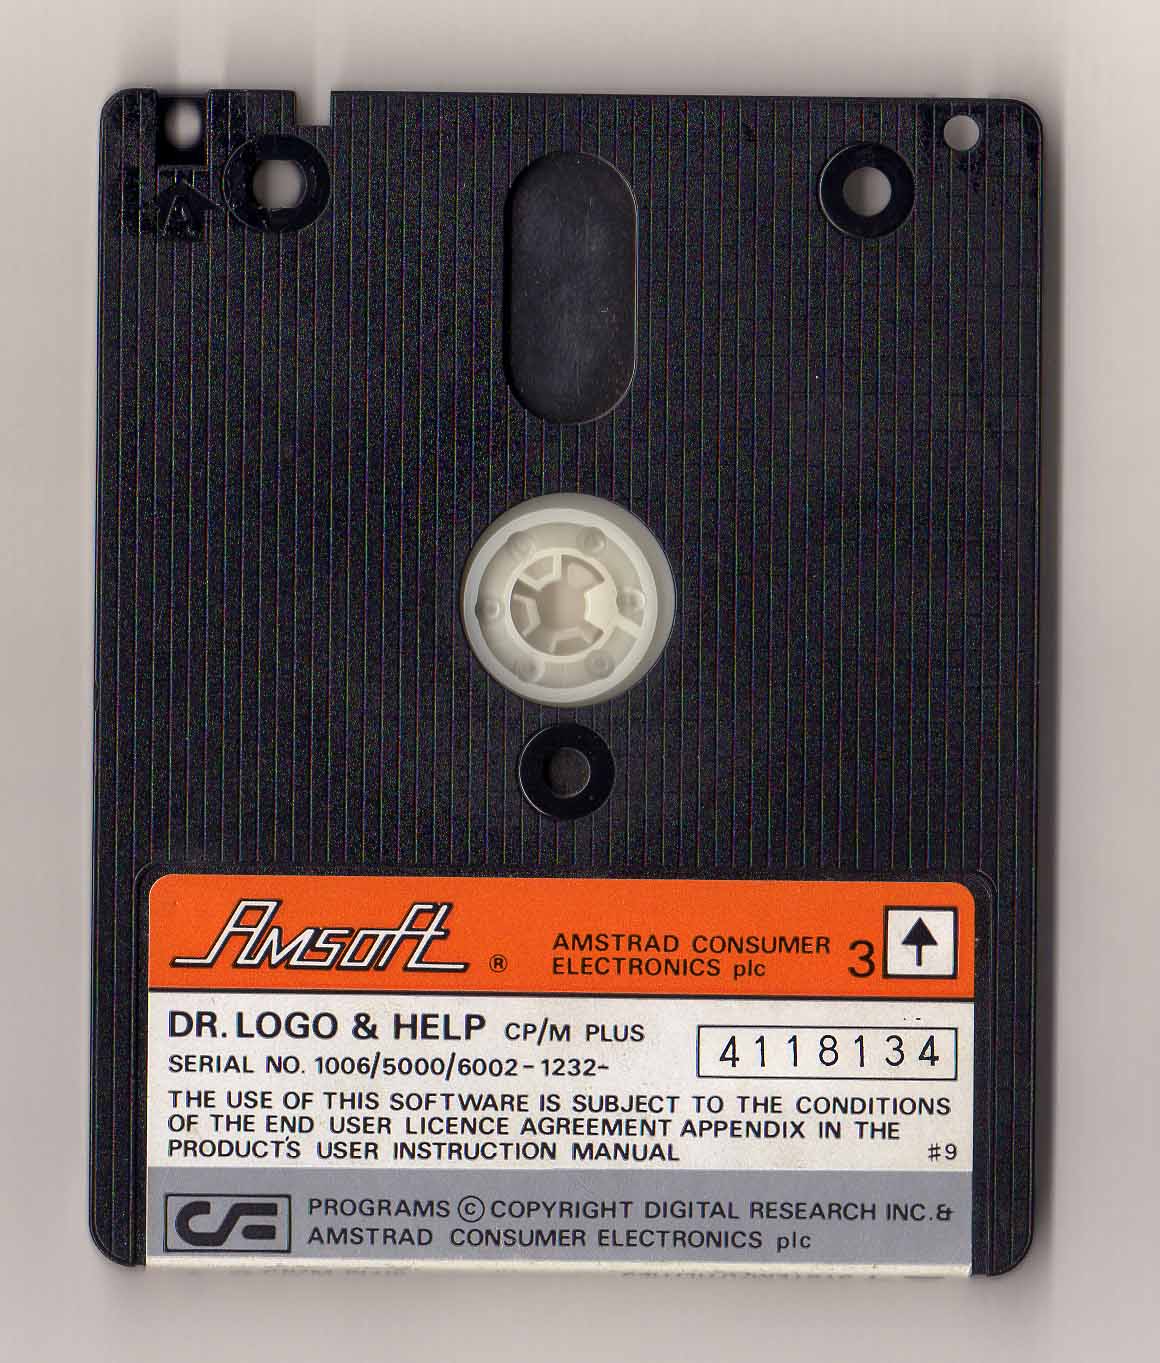 A
Amsoft ®
AMSTRAD CONSUMER
ELECTRONICS plc
3
DR. LOGO & HELP CP/M PLUS
4118134
SERIAL NO. 1006/5000/6002-1232-
THE USE OF THIS SOFTWARE IS SUBJECT TO THE CONDITIONS
OF THE END USER LICENCE AGREEMENT APPENDIX IN THE
PRODUCT'S USER INSTRUCTION MANUAL
#9
PROGRAMS © COPYRIGHT DIGITAL RESEARCH INC. &
AMSTRAD CONSUMER ELECTRONICS plc